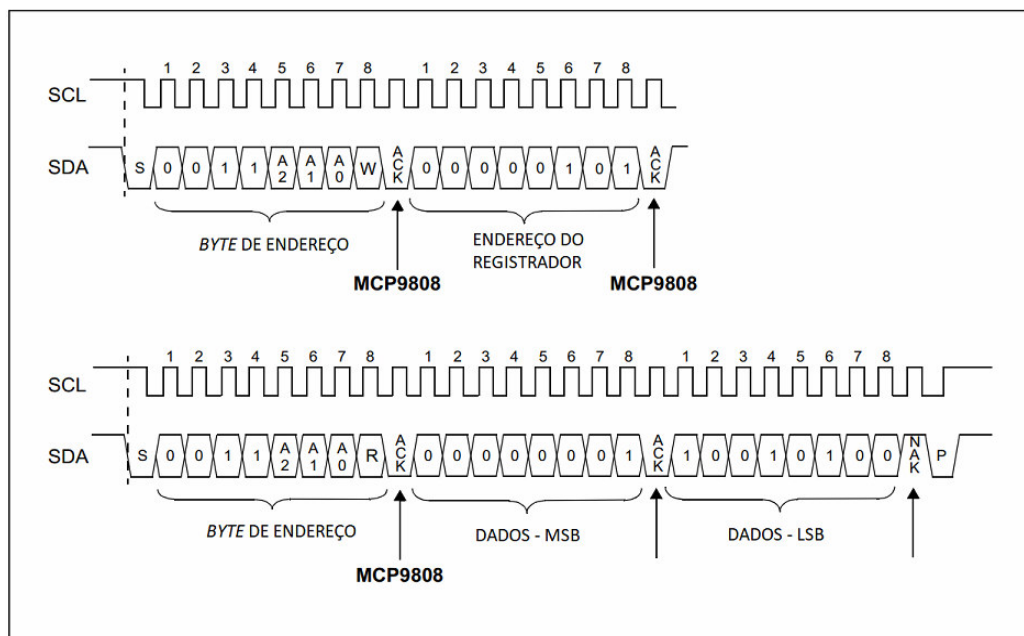 1 2 3 4 5 6 7 8 1 2 3 4 5 6 7 8
SCL
SDA S 0 0 1 1 A2 A1 A0 W ACK 0 0 0 0 0 1 0 1 ACK
BYTE DE ENDEREÇO
ENDEREÇO DO
REGISTRADOR
MCP9808 MCP9808
1 2 3 4 5 6 7 8 1 2 3 4 5 6 7 8 1 2 3 4 5 6 7 8
SCL
SDA S 0 0 1 1 A2 A1 A0 R ACK 0 0 0 0 0 0 0 1 ACK 1 0 0 1 0 1 0 0 NAK P
BYTE DE ENDEREÇO DADOS - MSB DADOS - LSB
MCP9808